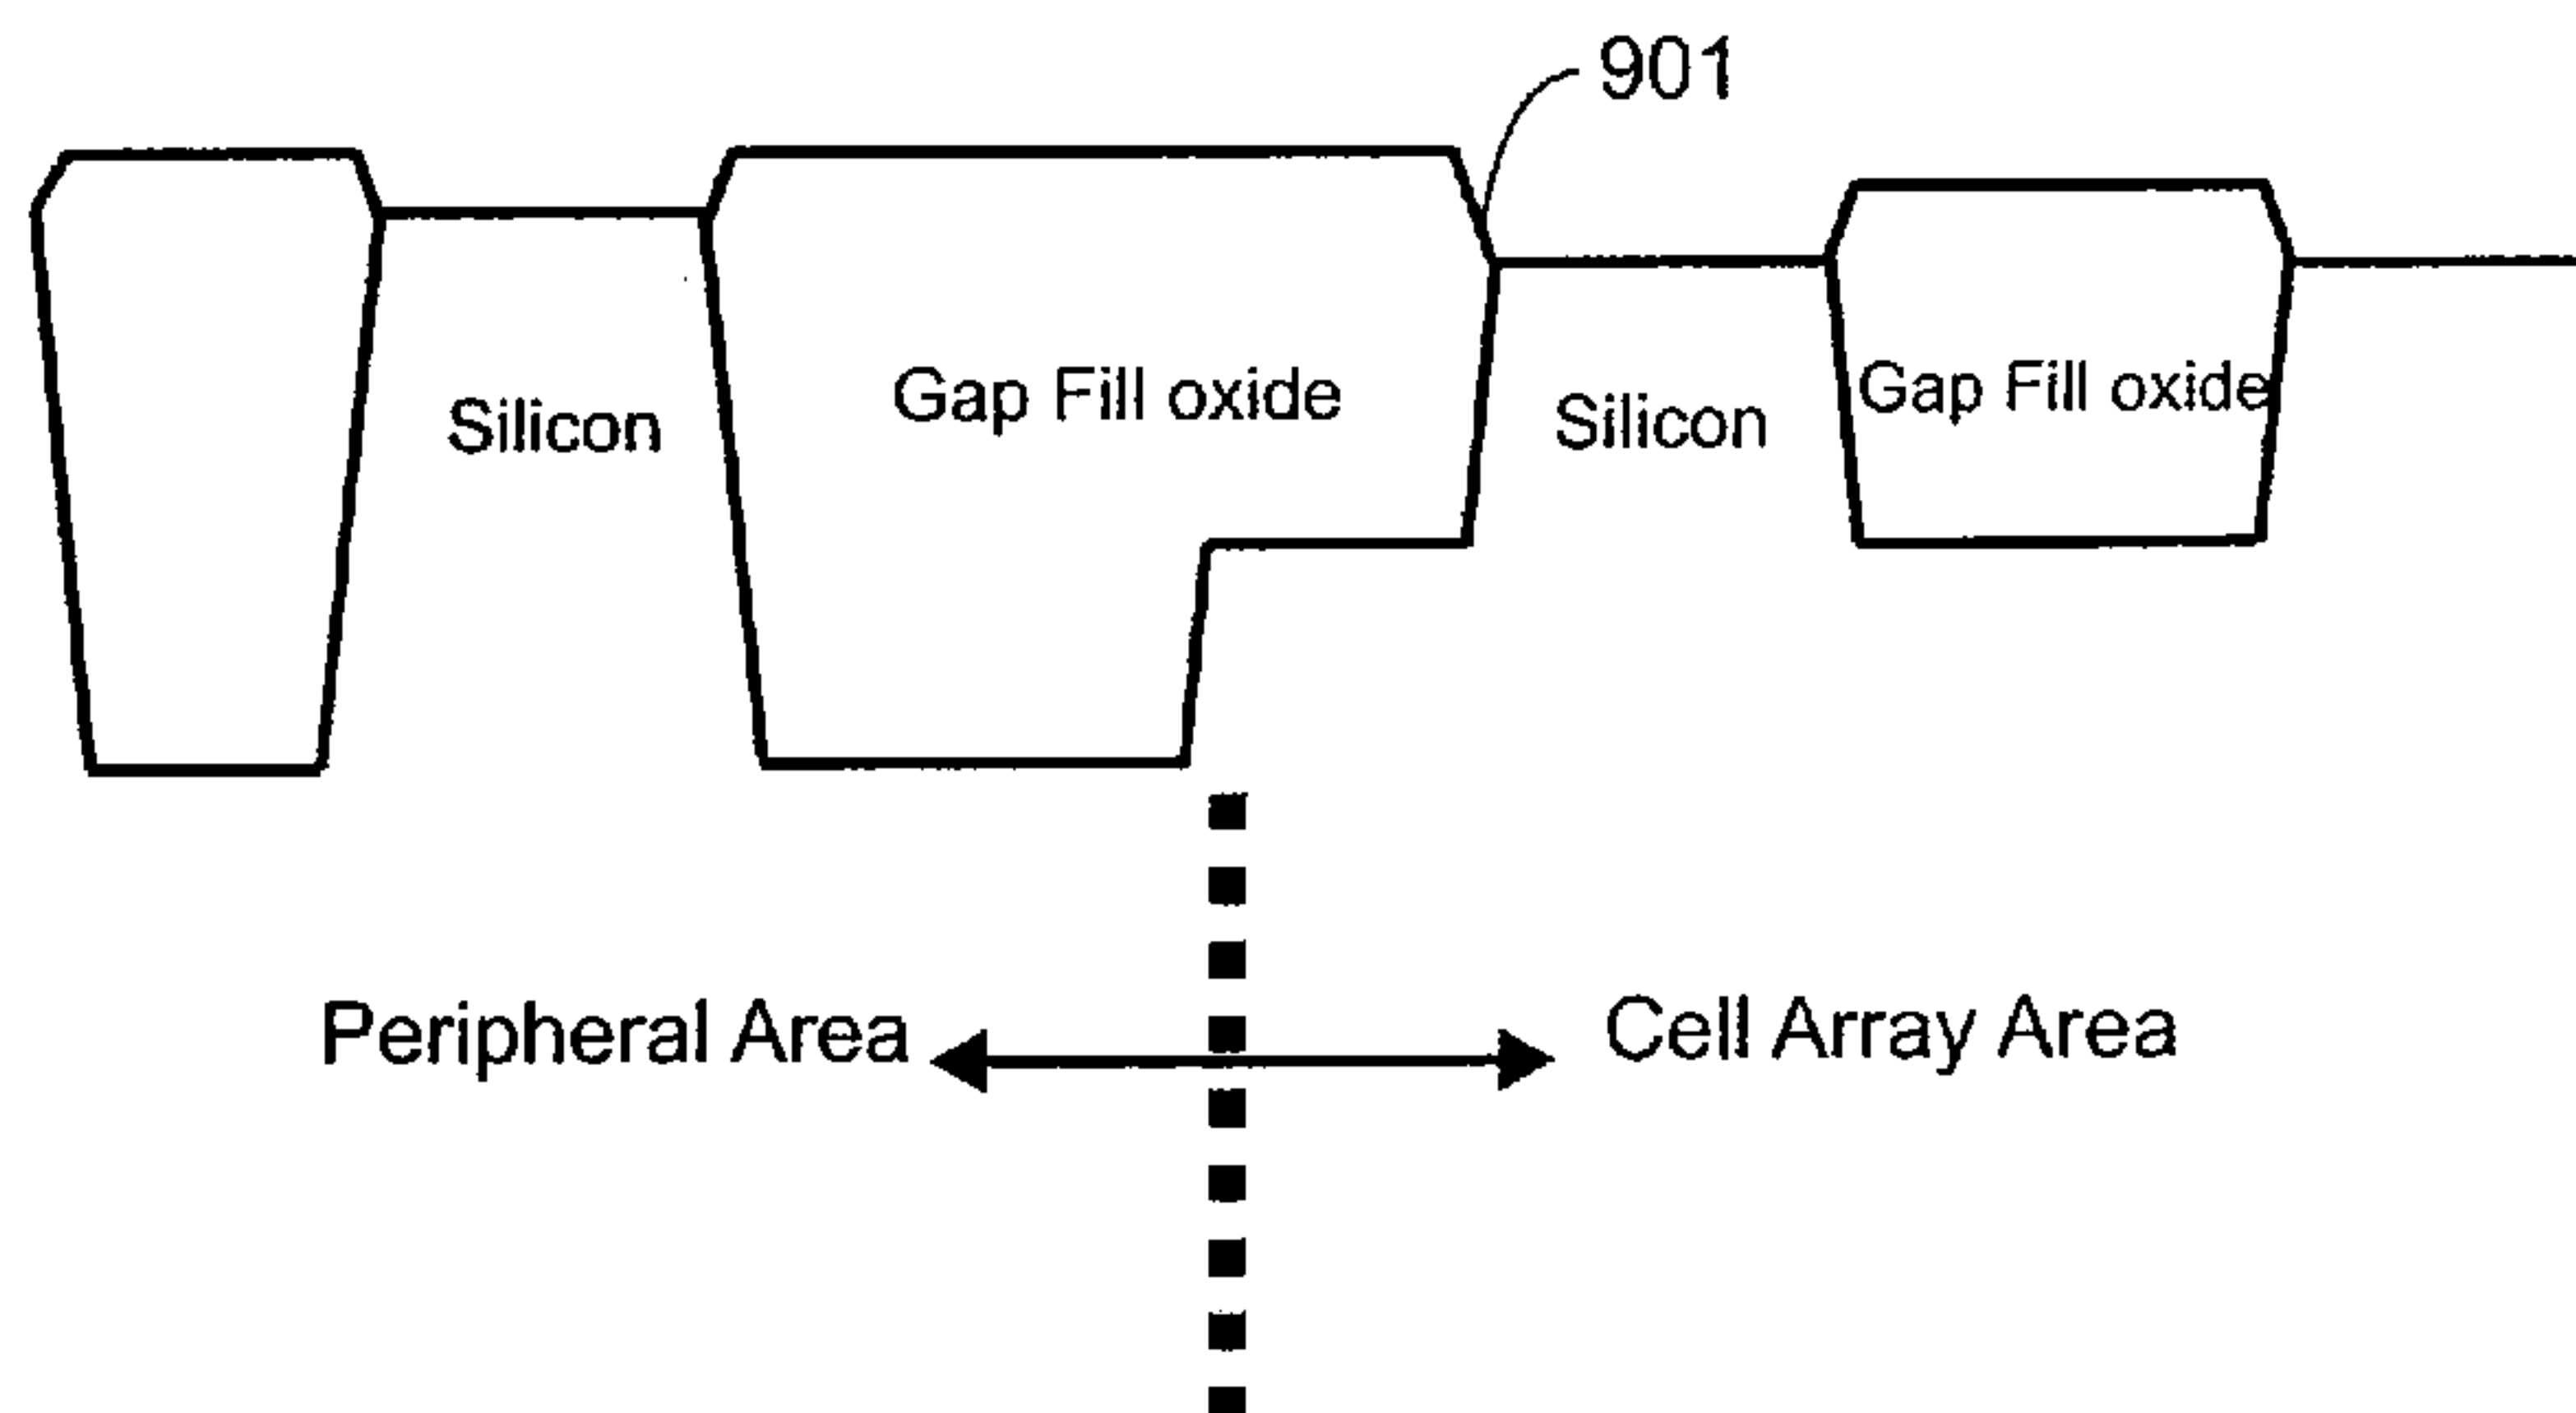 901
Gap Fill oxide
Gap Fill oxide
Silicon
Silicon
Peripheral Area
Cell Array Area